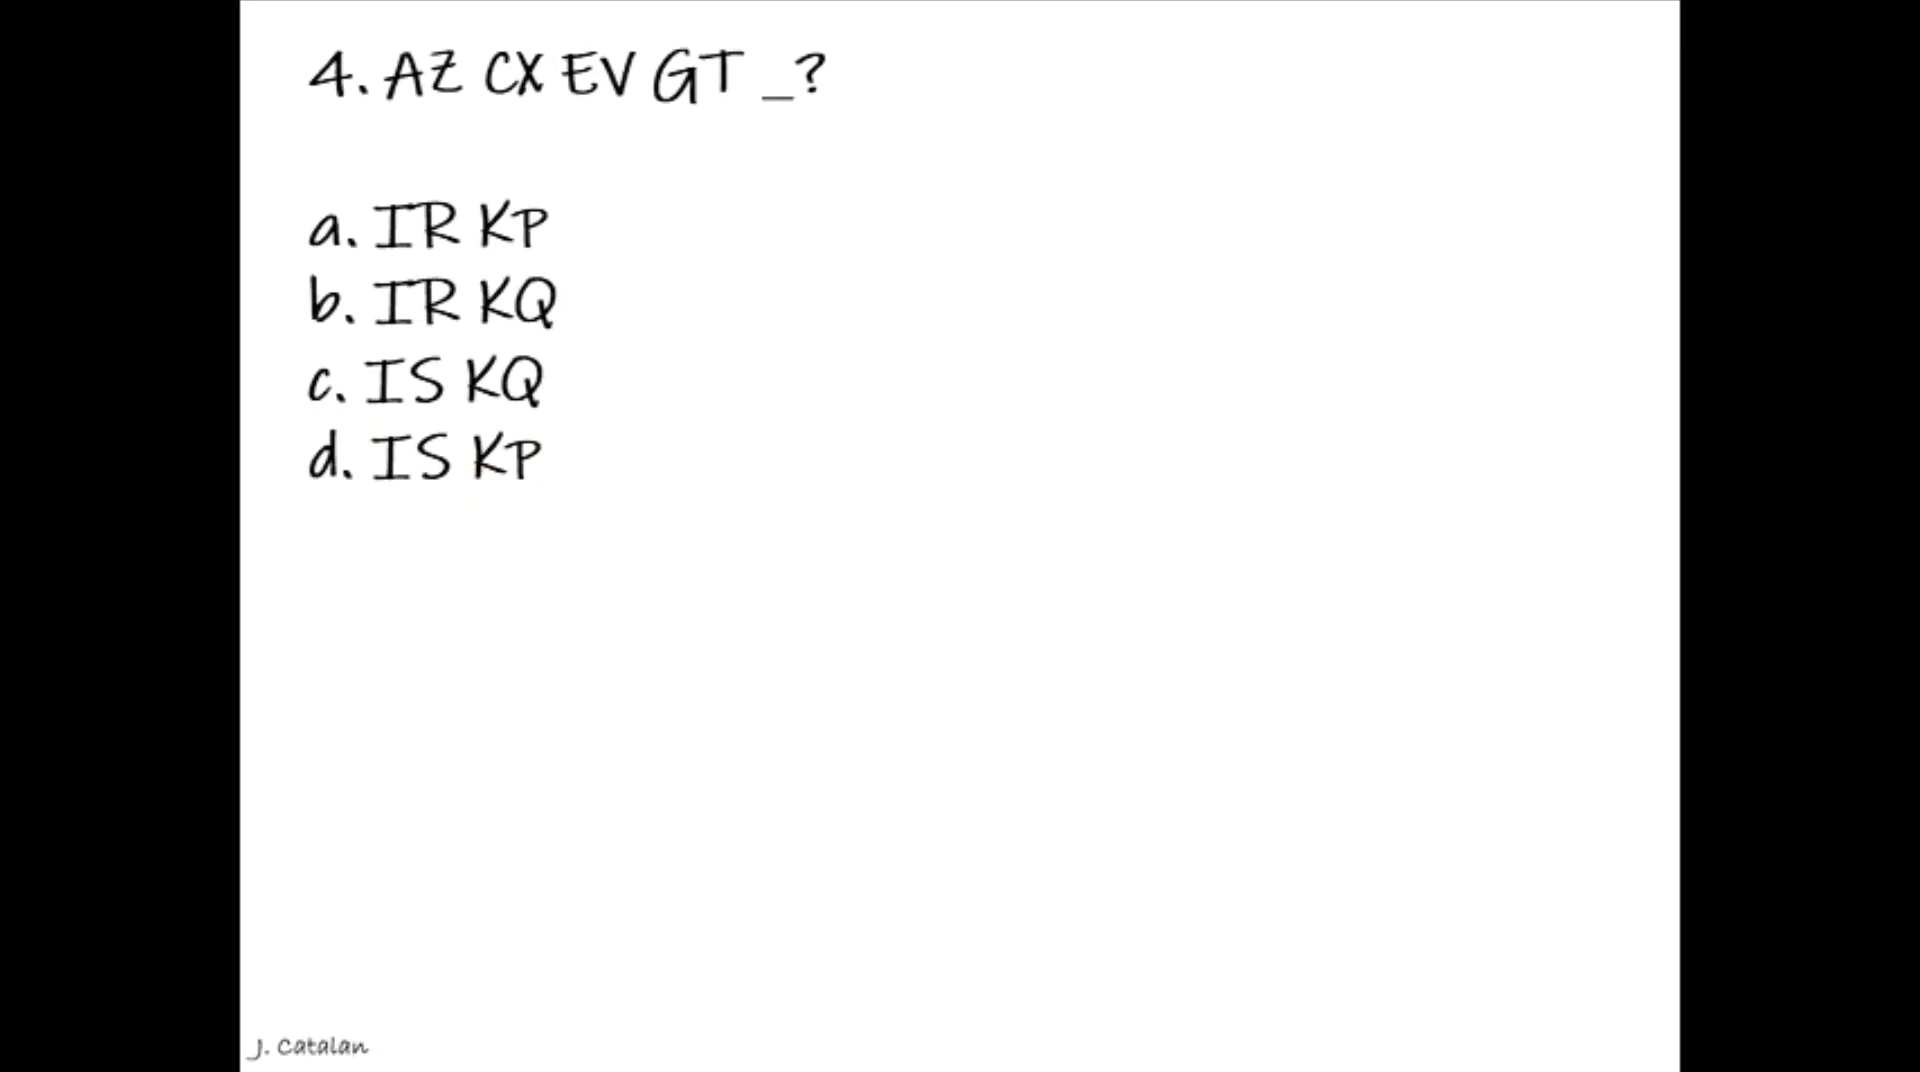 4. AZ CX EV GT _?
a. IR KP
b. IR KQ
c. IS KQ
d. IS KP
J. Catalan